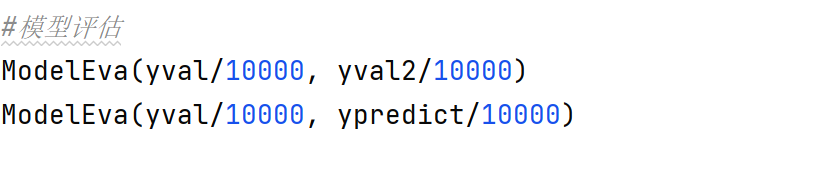 #模型评估
ModelEva(yval/10000, yval2/10000)
ModelEva(yval/10000, ypredict/10000)